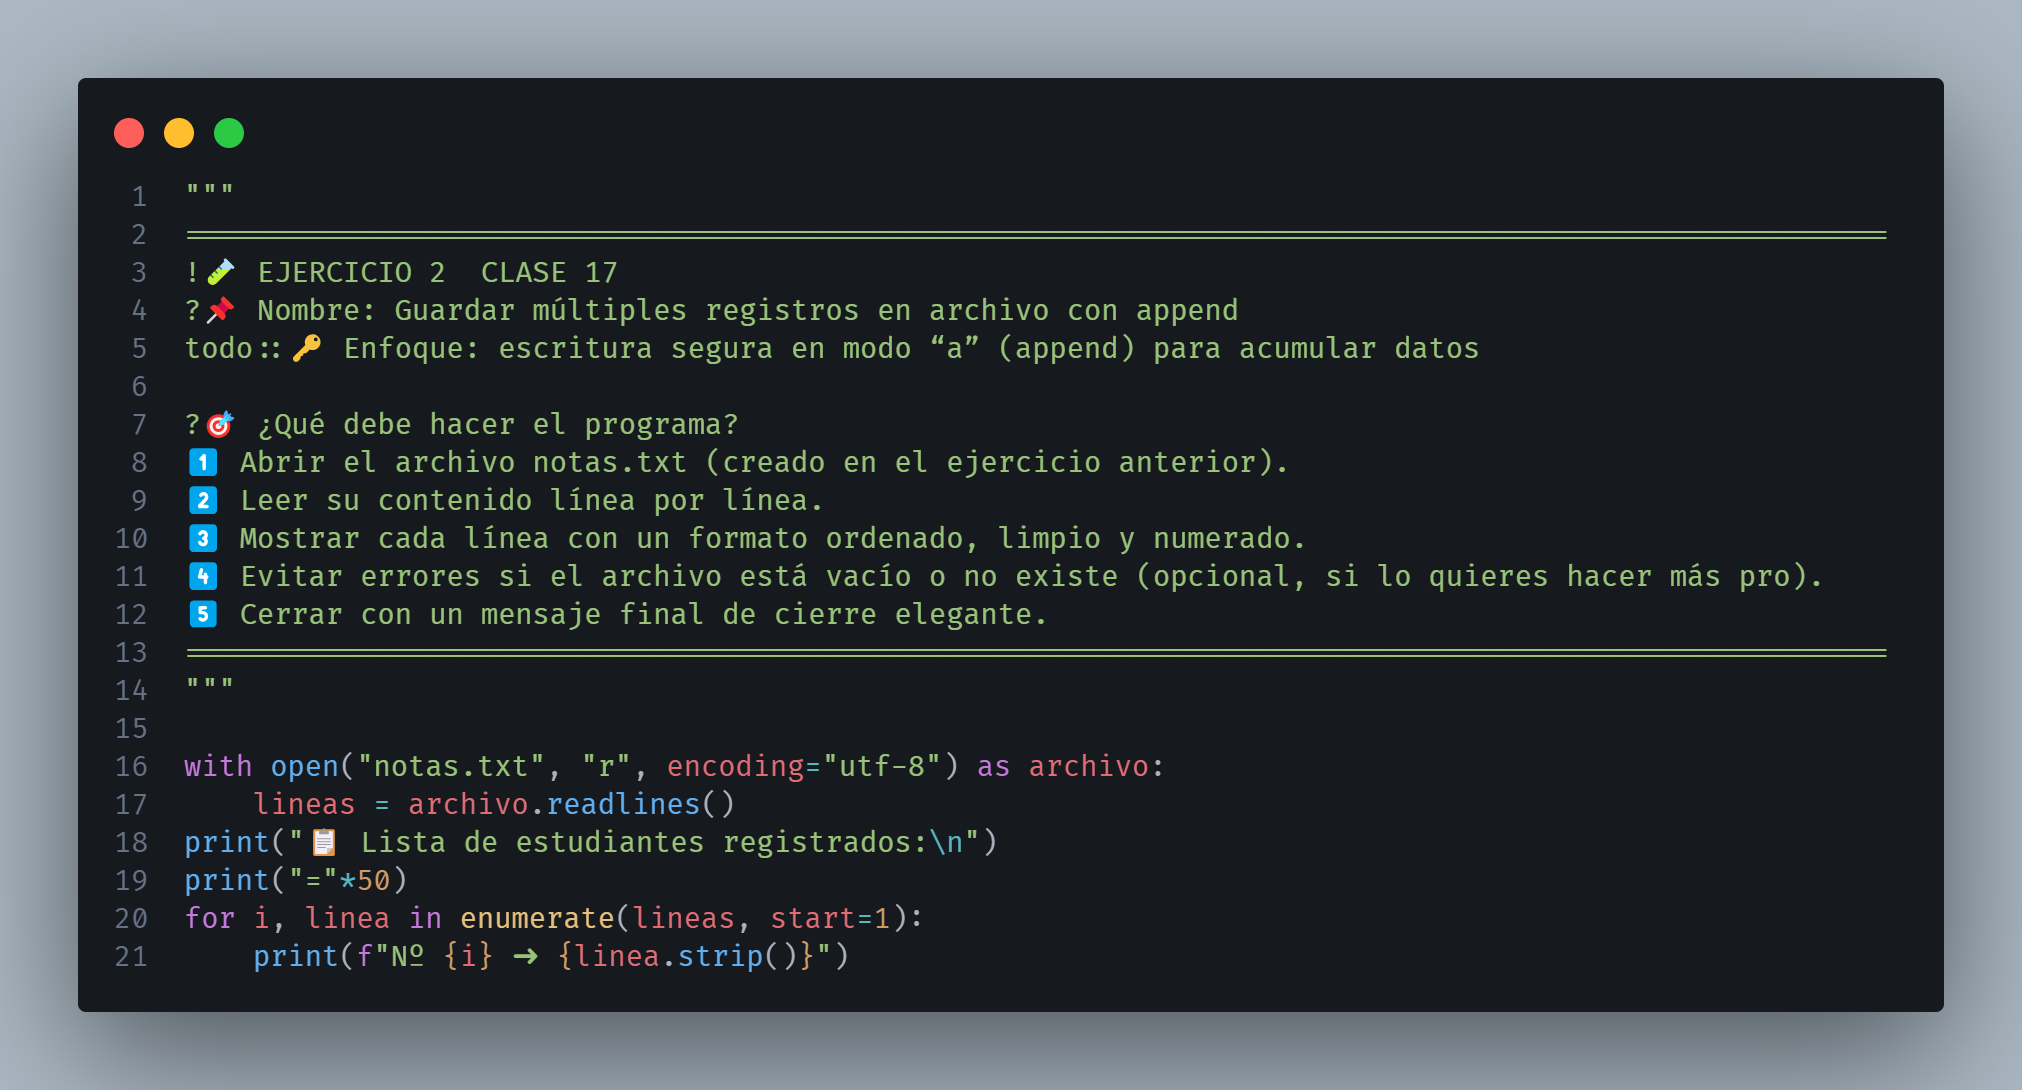 1 """
2 ===================================================================================================
3 !🧪 EJERCICIO 2  CLASE 17
4 ?📌 Nombre: Guardar múltiples registros en archivo con append
5 todo::🔑 Enfoque: escritura segura en modo “a” (append) para acumular datos
6
7 ?🎯 ¿Qué debe hacer el programa?
8 1️⃣ Abrir el archivo notas.txt (creado en el ejercicio anterior).
9 2️⃣ Leer su contenido línea por línea.
10 3️⃣ Mostrar cada línea con un formato ordenado, limpio y numerado.
11 4️⃣ Evitar errores si el archivo está vacío o no existe (opcional, si lo quieres hacer más pro).
12 5️⃣ Cerrar con un mensaje final de cierre elegante.
13 ===================================================================================================
14 """
15
16 with open("notas.txt", "r", encoding="utf-8") as archivo:
17     lineas = archivo.readlines()
18 print("📋 Lista de estudiantes registrados:\n")
19 print("="*50)
20 for i, linea in enumerate(lineas, start=1):
21     print(f"Nº {i} ➜ {linea.strip()}")